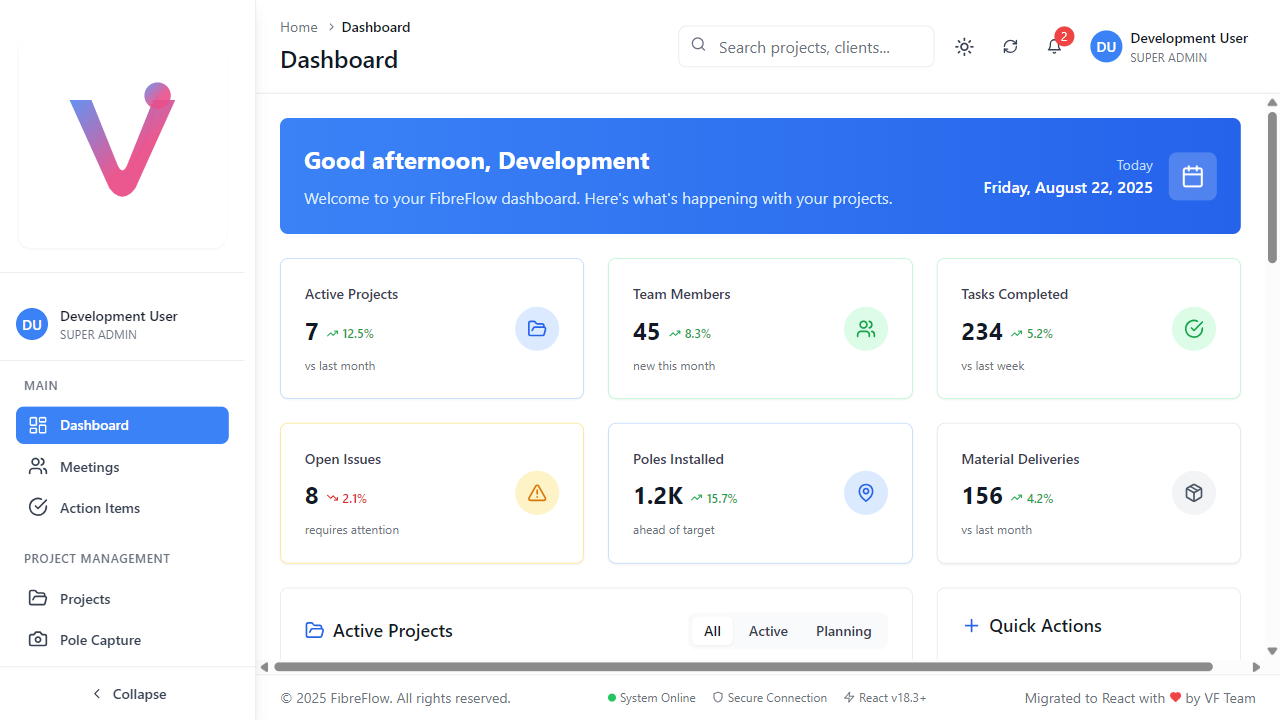 Home > Dashboard
Dashboard
Search projects, clients...
2
DU
Development User
SUPER ADMIN
DU
Development User
SUPER ADMIN
MAIN
Dashboard
Meetings
Action Items
PROJECT MANAGEMENT
Projects
Pole Capture
Collapse
Good afternoon, Development
Welcome to your FibreFlow dashboard. Here's what's happening with your projects.
Today
Friday, August 22, 2025
Active Projects
7 12.5%
vs last month
Team Members
45 8.3%
new this month
Tasks Completed
234 5.2%
vs last week
Open Issues
8 2.1%
requires attention
Poles Installed
1.2K 15.7%
ahead of target
Material Deliveries
156 4.2%
vs last month
Active Projects
All Active Planning
Quick Actions
© 2025 FibreFlow. All rights reserved.
System Online Secure Connection React v18.3+
Migrated to React with ❤ by VF Team